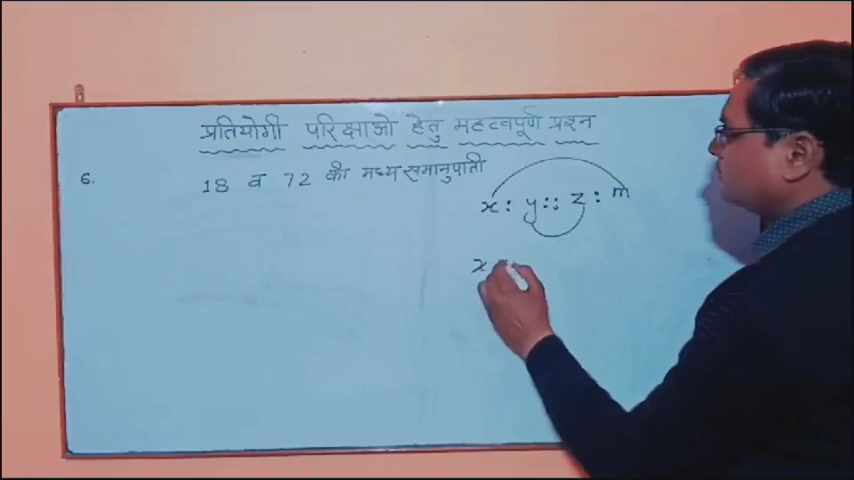 प्रतियोगी परिक्षाओ हेतु महत्वपूर्ण प्रश्न
6. 18 व 72 की मध्य समानुपाती
x : y :: z : m
x